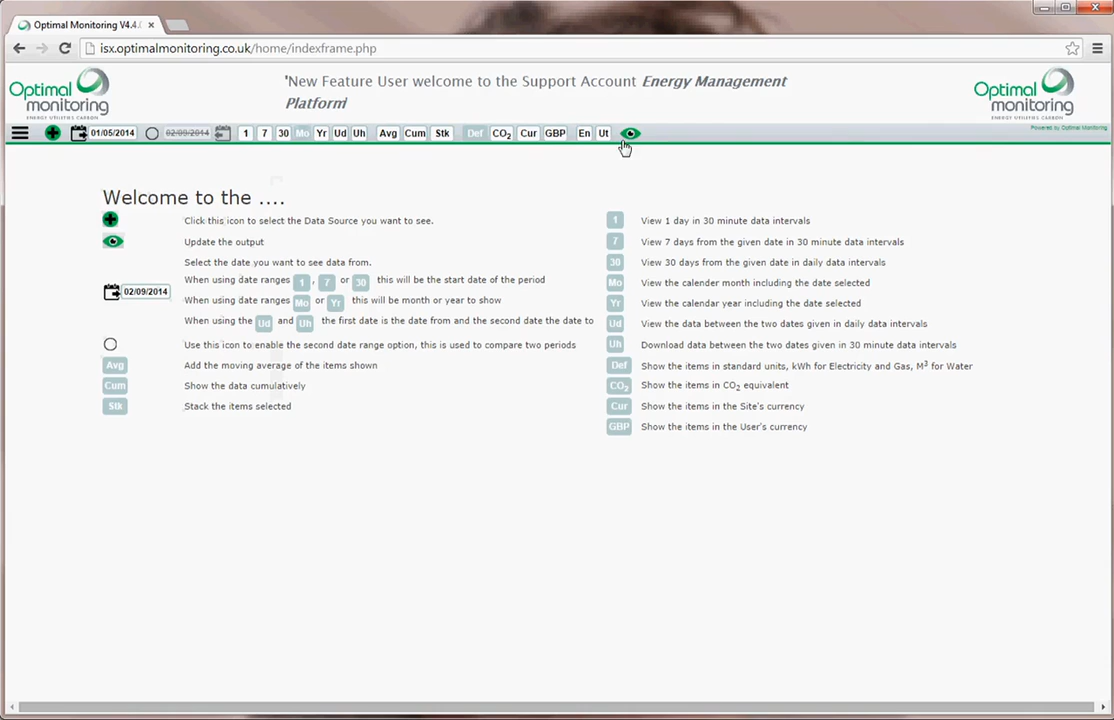 Optimal Monitoring V4.4.
isx.optimalmonitoring.co.uk/home/indexframe.php
Optimal
monitoring
ENERGY UTILITIES CARBON
'New Feature User welcome to the Support Account Energy Management
Platform
Optimal
monitoring
ENERGY UTILITIES CARBON
Powered by Optimal Monitoring
01/05/2014 02/09/2014 1 7 30 Mo Yr Ud Uh Avg Cum Stk Def CO2 Cur GBP En Ut
Welcome to the ....
Click this icon to select the Data Source you want to see.
Update the output
Select the date you want to see data from.
02/09/2014
When using date ranges 1 , 7 or 30 this will be the start date of the period
When using date ranges Mo or Yr this will be month or year to show
When using the Ud and Uh the first date is the date from and the second date the date to
Use this icon to enable the second date range option, this is used to compare two periods
Avg Add the moving average of the items shown
Cum Show the data cumulatively
Stk Stack the items selected
1 View 1 day in 30 minute data intervals
7 View 7 days from the given date in 30 minute data intervals
30 View 30 days from the given date in daily data intervals
Mo View the calender month including the date selected
Yr View the calendar year including the date selected
Ud View the data between the two dates given in daily data intervals
Uh Download data between the two dates given in 30 minute data intervals
Def Show the items in standard units, kWh for Electricity and Gas, M3 for Water
CO2 Show the items in CO2 equivalent
Cur Show the items in the Site's currency
GBP Show the items in the User's currency